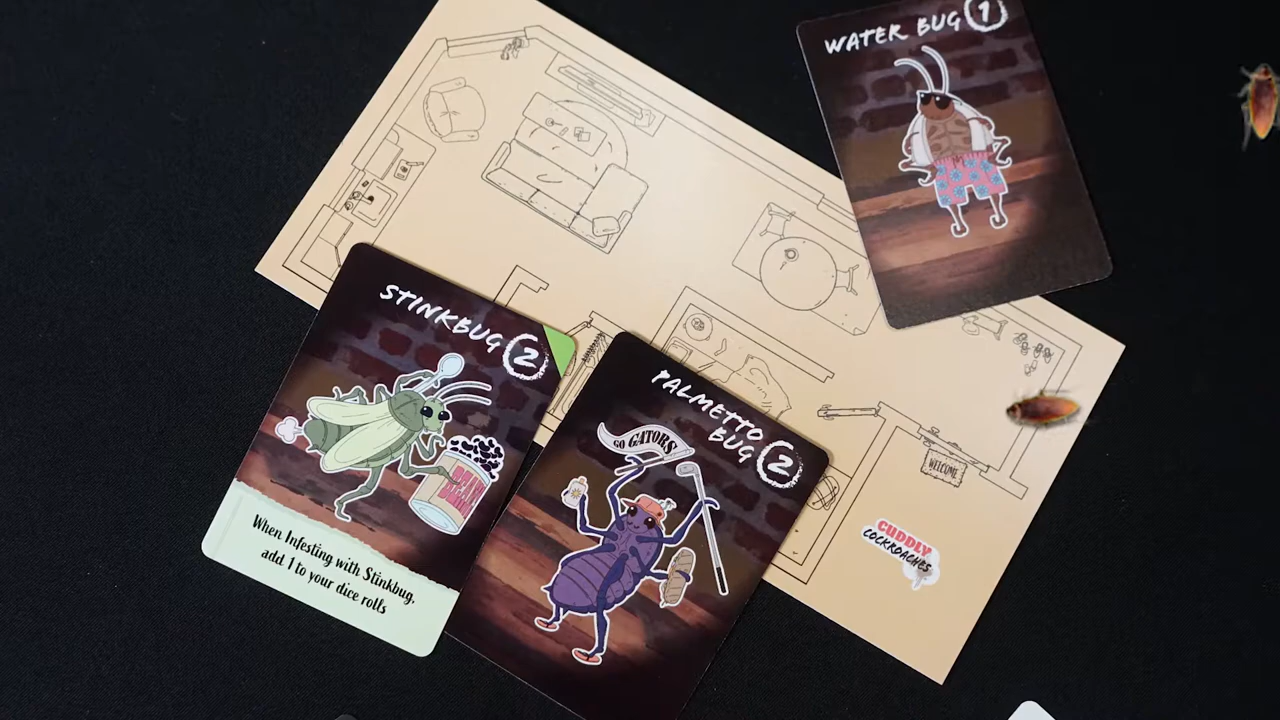 WATER BUG 1
STINKBUG 2
When Infesting with Stinkbug,
add 1 to your dice rolls
PALMETTO
BUG 2
GO GATORS!
WELCOME
CUDDLY
COCKROACHES